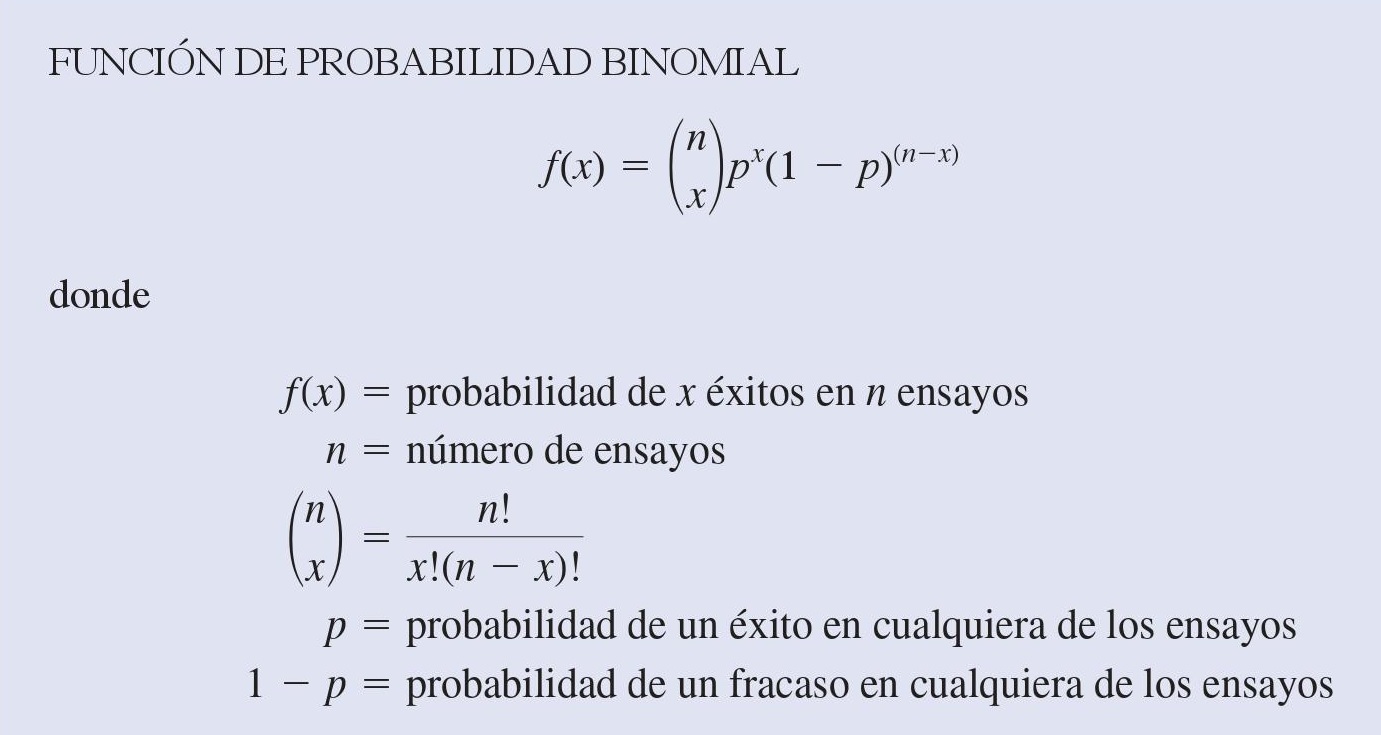 FUNCIÓN DE PROBABILIDAD BINOMIAL
f(x) = (n x) pˣ(1 − p)⁽ⁿ⁻ˣ⁾
donde
f(x) = probabilidad de x éxitos en n ensayos
n = número de ensayos
(n x) = n! / x!(n − x)!
p = probabilidad de un éxito en cualquiera de los ensayos
1 − p = probabilidad de un fracaso en cualquiera de los ensayos